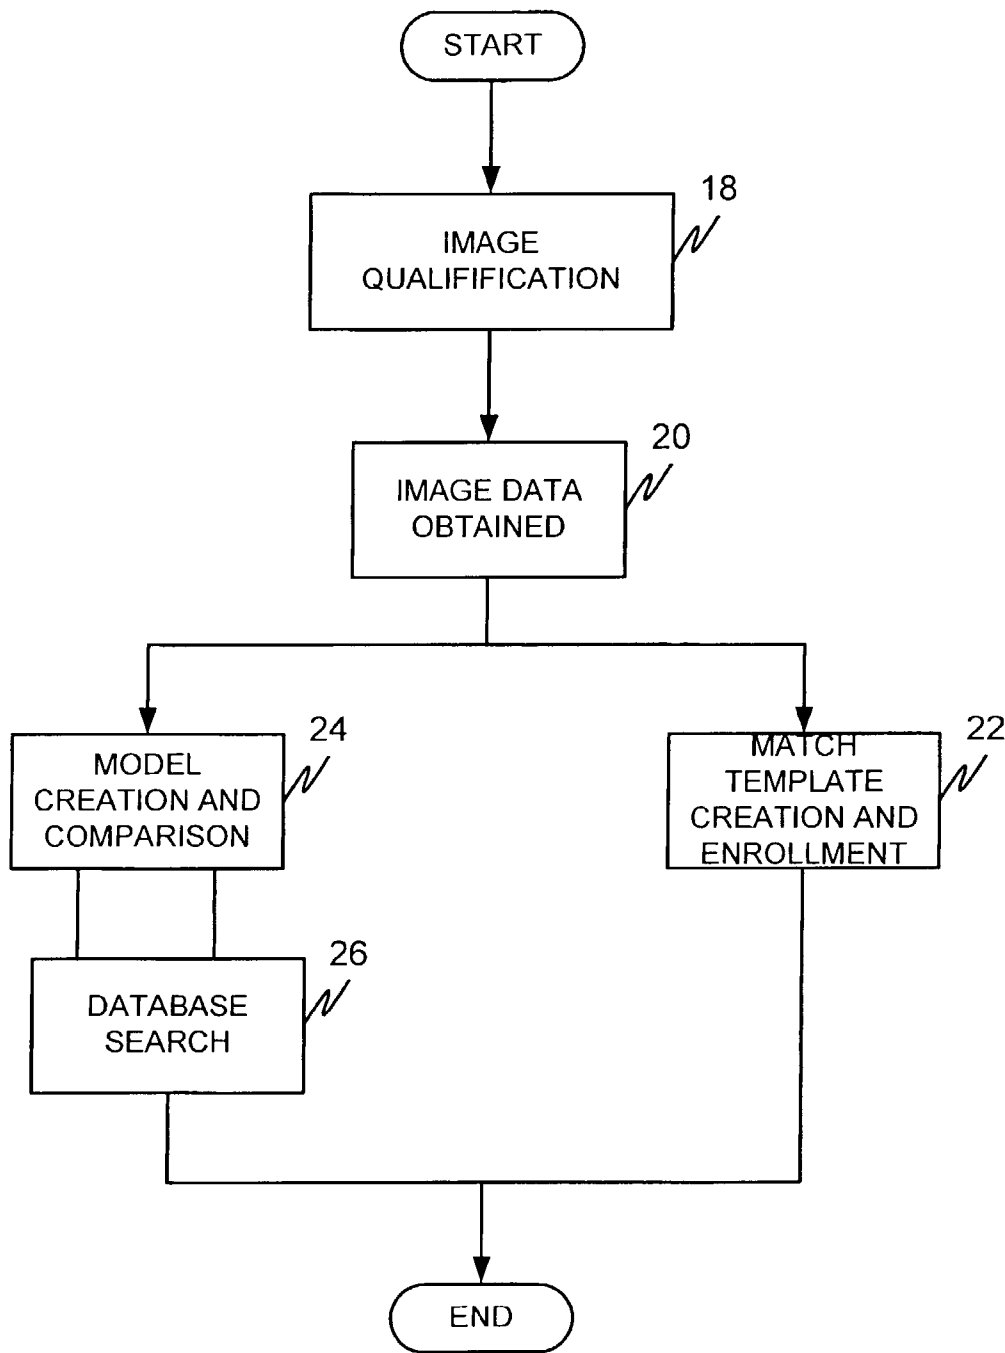 START
18
IMAGE
QUALIFIFICATION
20
IMAGE DATA
OBTAINED
24
MODEL
CREATION AND
COMPARISON
22
MATCH
TEMPLATE
CREATION AND
ENROLLMENT
26
DATABASE
SEARCH
END